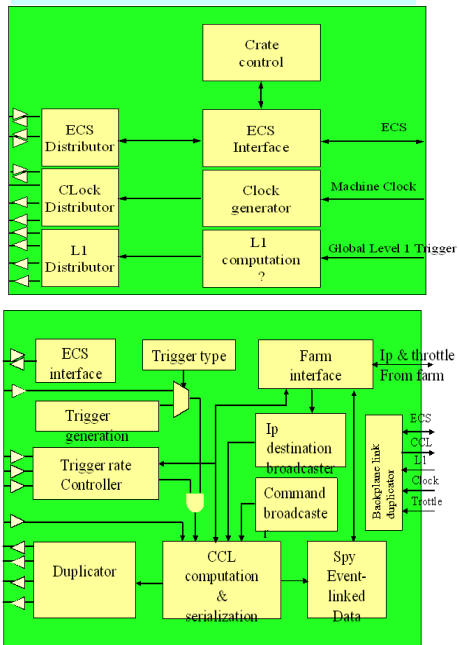 Crate
control
ECS
Distributor
ECS
Interface
ECS
CLock
Distributor
Clock
generator
Machine Clock
L1
Distributor
L1
computation
?
Global Level 1 Trigger
ECS
interface
Trigger type
Farm
interface
Ip & throttle
From farm
Trigger
generation
Ip
destination
broadcaster
Trigger rate
Controller
Command
broadcaste
r
Backplane link
duplicator
ECS
CCL
L1
Clock
Trottle
Duplicator
CCL
computation
&
serialization
Spy
Event-
linked
Data